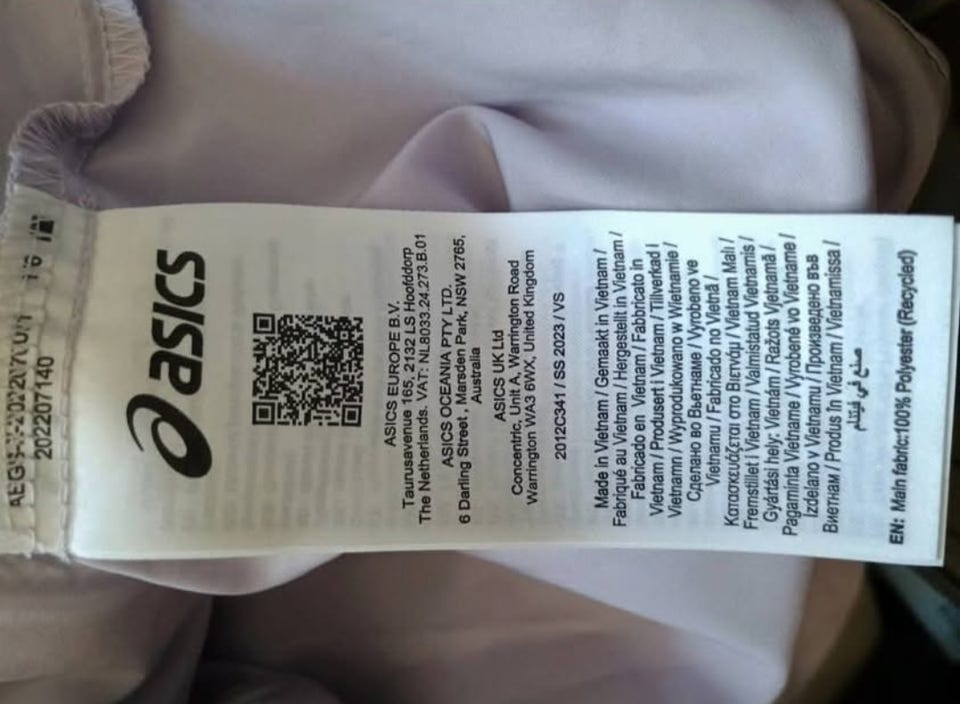 2022207140
asics
ASICS EUROPE B.V.
Taurusavenue 165, 2132 LS Hoofddorp
The Netherlands. VAT: NL8033.24.273.B.01
ASICS OCEANIA PTY LTD.
6 Darling Street , Marsden Park, NSW 2765,
Australia
ASICS UK Ltd
Concentric, Unit A, Warrington Road
Warrington WA3 6WX, United Kingdom
2012C341 / SS 2023 / VS
Made in Vietnam / Gemaakt in Vietnam /
Fabriqué au Vietnam / Hergestellt in Vietnam /
Fabricado en Vietnam / Fabbricato in
Vietnam / Produsert i Vietnam / Tillverkad i
Vietnamn / Wyprodukowano w Wietnamie /
Сделано во Вьетнаме / Vyrobeno ve
Vietnamu / Fabricado no Vietnã /
Κατασκευάζεται στο Βιετνάμ / Vietnam Mali /
Fremstillet i Vietnam / Valmistatud Vietnamis /
Gyártási hely: Vietnám / Ražots Vjetnamā /
Pagaminta Vietname / Vyrobené vo Vietname /
Izdelano v Vietnamu / Произведено във
Виетнам / Produs în Vietnam / Vietnamissa /
صنع في فيتنام
EN: Main fabric:100% Polyester (Recycled)